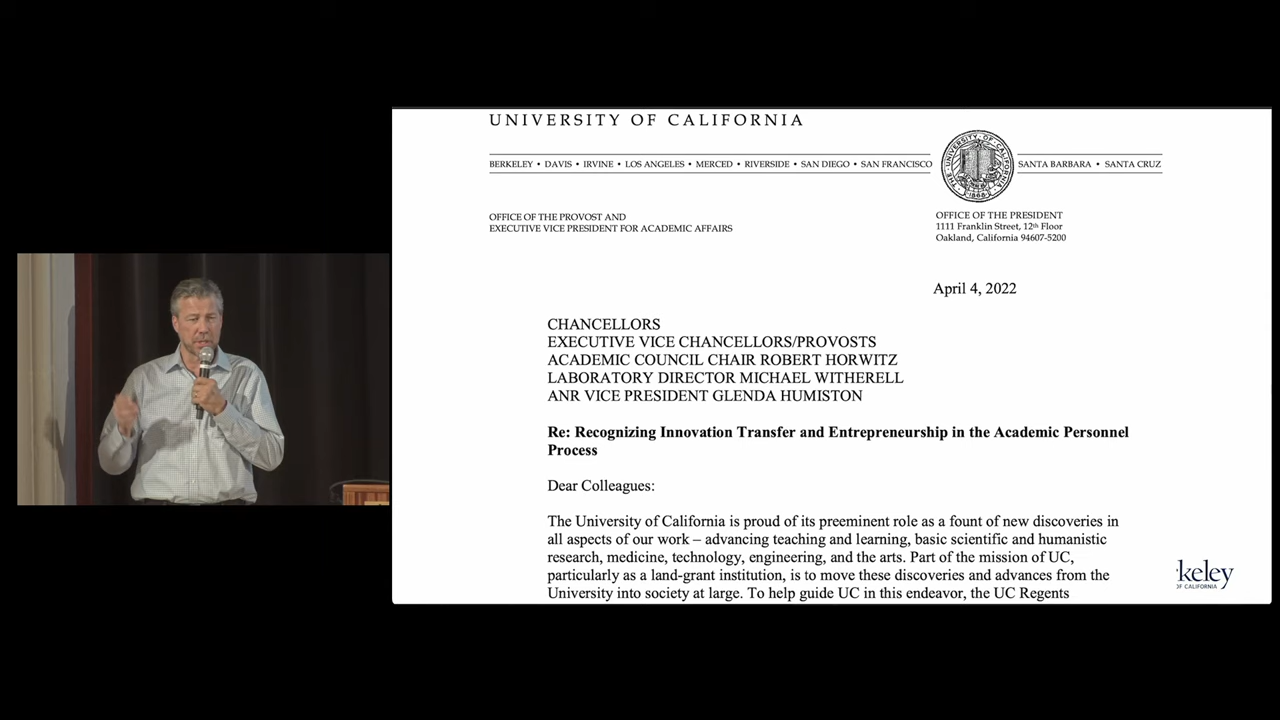 UNIVERSITY OF CALIFORNIA
BERKELEY • DAVIS • IRVINE • LOS ANGELES • MERCED • RIVERSIDE • SAN DIEGO • SAN FRANCISCO
SANTA BARBARA • SANTA CRUZ
OFFICE OF THE PROVOST AND
EXECUTIVE VICE PRESIDENT FOR ACADEMIC AFFAIRS
OFFICE OF THE PRESIDENT
1111 Franklin Street, 12th Floor
Oakland, California 94607-5200
April 4, 2022
CHANCELLORS
EXECUTIVE VICE CHANCELLORS/PROVOSTS
ACADEMIC COUNCIL CHAIR ROBERT HORWITZ
LABORATORY DIRECTOR MICHAEL WITHERELL
ANR VICE PRESIDENT GLENDA HUMISTON
Re: Recognizing Innovation Transfer and Entrepreneurship in the Academic Personnel
Process
Dear Colleagues:
The University of California is proud of its preeminent role as a fount of new discoveries in
all aspects of our work – advancing teaching and learning, basic scientific and humanistic
research, medicine, technology, engineering, and the arts. Part of the mission of UC,
particularly as a land-grant institution, is to move these discoveries and advances from the
University into society at large. To help guide UC in this endeavor, the UC Regents
keley
OF CALIFORNIA